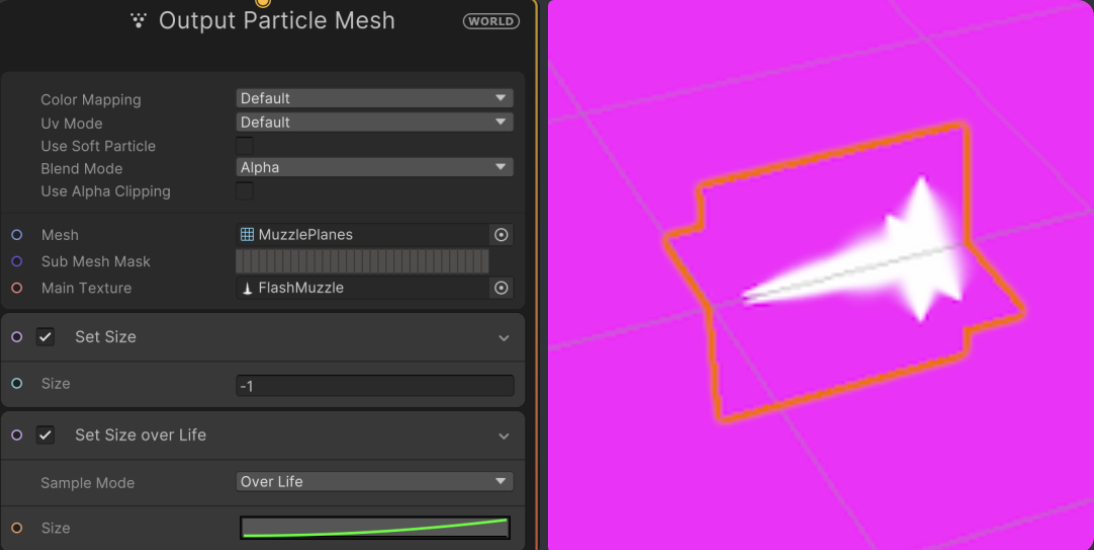 Output Particle Mesh WORLD
Color Mapping Default
Uv Mode Default
Use Soft Particle
Blend Mode Alpha
Use Alpha Clipping
Mesh MuzzlePlanes
Sub Mesh Mask
Main Texture FlashMuzzle
Set Size
Size -1
Set Size over Life
Sample Mode Over Life
Size